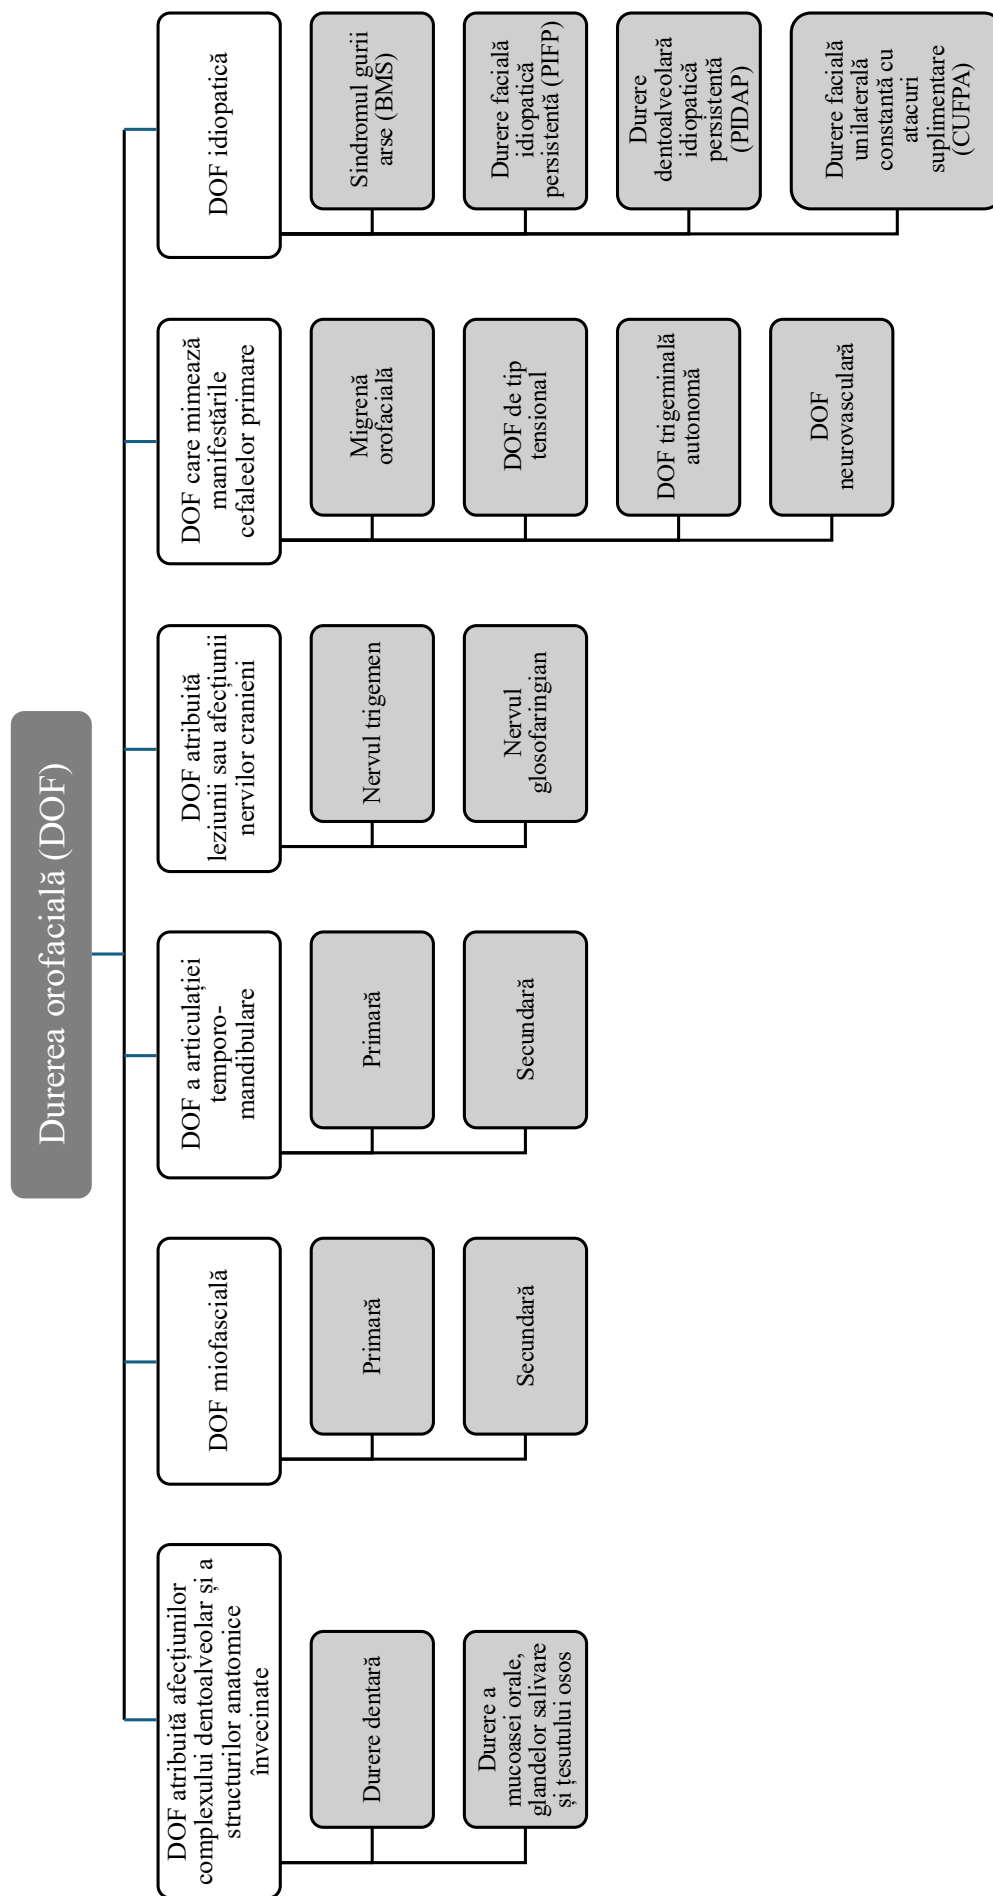 Durerea orofacială (DOF)
DOF atribuită afecțiunilor
complexului dentoalveolar și a
structurilor anatomice
învecinate
Durere dentară
Durere a
mucoasei orale,
glandelor salivare
și țesutului osos
DOF miofascială
Primară
Secundară
DOF a articulației
temporo-
mandibulare
Primară
Secundară
DOF atribuită
leziunii sau afecțiunii
nervilor cranieni
Nervul trigemen
Nervul
glosofaringian
DOF care mimează
manifestările
cefaleelor primare
Migrenă
orofacială
DOF de tip
tensional
DOF trigeminală
autonomă
DOF
neurovasculară
DOF idiopatică
Sindromul gurii
arse (BMS)
Durere facială
idiopatică
persistentă (PIFP)
Durere
dentoalveolară
idiopatică
persistentă
(PIDAP)
Durere facială
unilaterală
constantă cu
atacuri
suplimentare
(CUFPA)